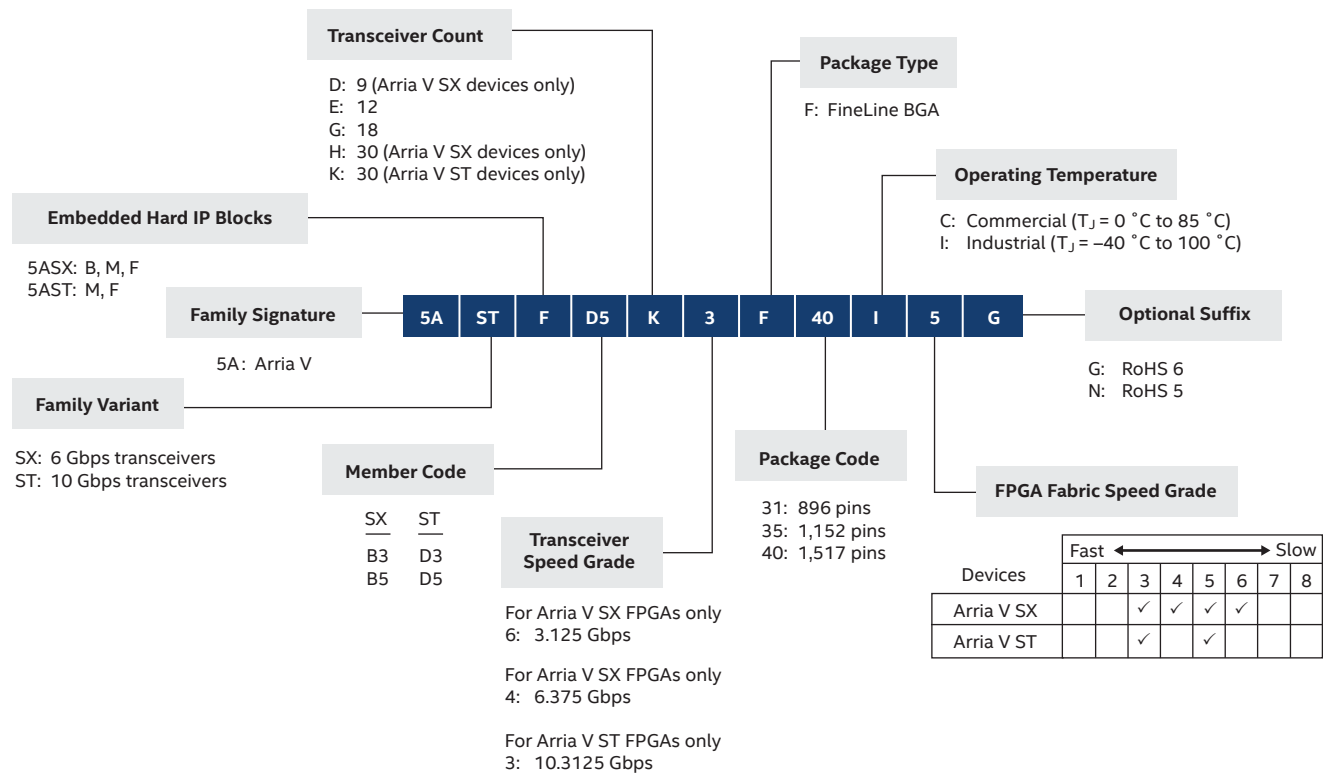 Transceiver Count
D: 9 (Arria V SX devices only)
E: 12
G: 18
H: 30 (Arria V SX devices only)
K: 30 (Arria V ST devices only)
Package Type
F: FineLine BGA
Operating Temperature
C: Commercial (TJ = 0 ˚C to 85 ˚C)
I: Industrial (TJ = –40 ˚C to 100 ˚C)
Embedded Hard IP Blocks
5ASX: B, M, F
5AST: M, F
Family Signature
5A: Arria V
5A ST F D5 K 3 F 40 I 5 G
Optional Suffix
G: RoHS 6
N: RoHS 5
Family Variant
SX: 6 Gbps transceivers
ST: 10 Gbps transceivers
Member Code
SX ST
B3 D3
B5 D5
Transceiver
Speed Grade
For Arria V SX FPGAs only
6: 3.125 Gbps
For Arria V SX FPGAs only
4: 6.375 Gbps
For Arria V ST FPGAs only
3: 10.3125 Gbps
Package Code
31: 896 pins
35: 1,152 pins
40: 1,517 pins
FPGA Fabric Speed Grade
Fast Slow
Devices 1 2 3 4 5 6 7 8
Arria V SX ✓ ✓ ✓ ✓
Arria V ST ✓ ✓